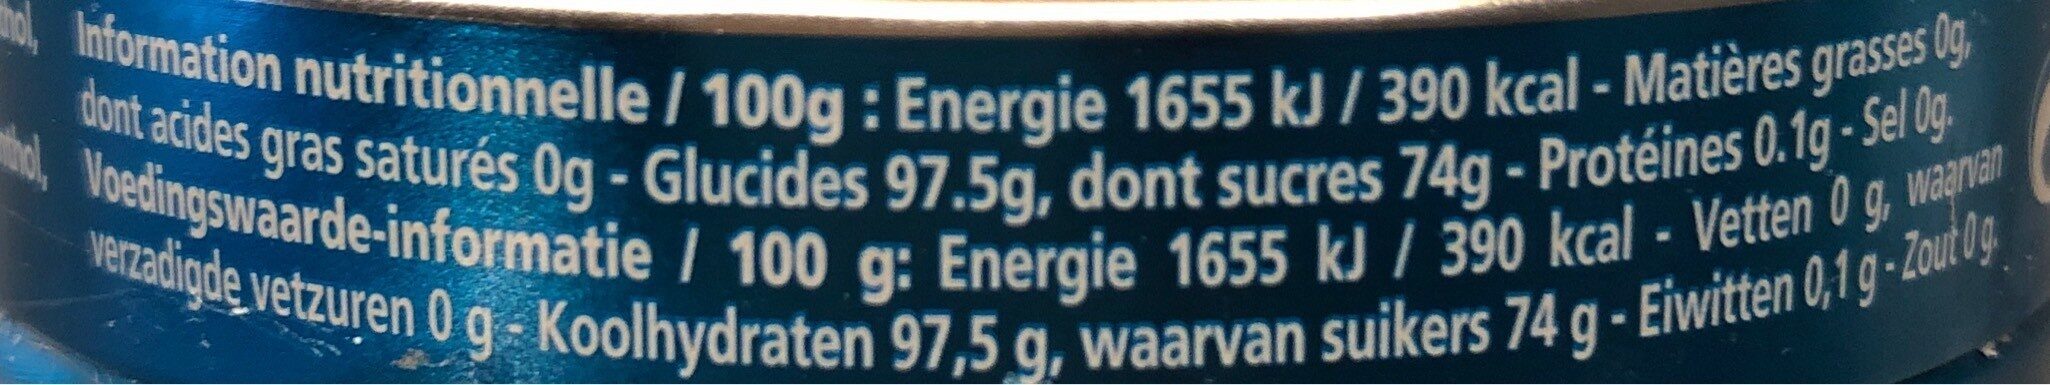 Information nutritionnelle / 100g : Energie 1655 kJ / 390 kcal - Matières grasses 0g,
dont acides gras saturés 0g - Glucides 97.5g, dont sucres 74g - Protéines 0.1g - Sel 0g.
Voedingswaarde-informatie / 100 g: Energie 1655 kJ / 390 kcal - Vetten 0 g, waarvan
verzadigde vetzuren 0 g - Koolhydraten 97,5 g, waarvan suikers 74 g - Eiwitten 0,1 g - Zout 0 g.